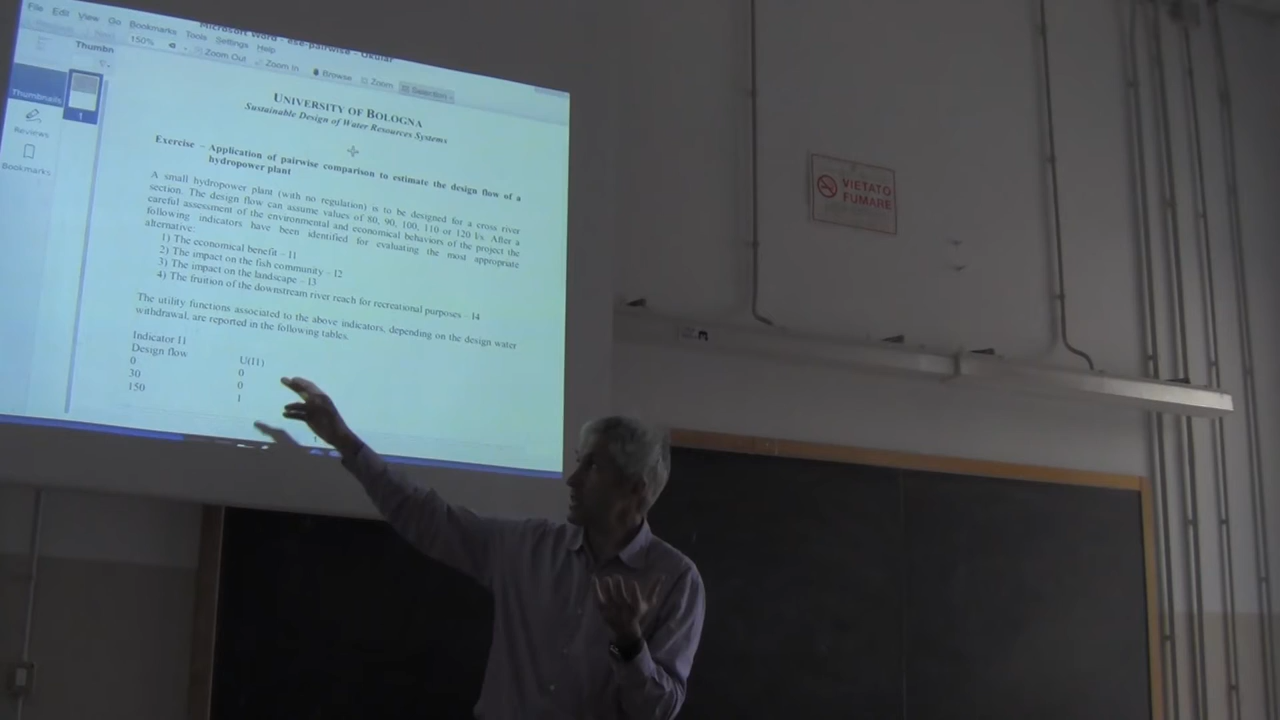 File Edit View Go Bookmarks Tools Settings Help
Microsoft Word - ese-pairwise - Okular
150% Zoom Out Zoom In Browse Zoom Selection
Thumbn
Thumbnails
Reviews
Bookmarks
1
UNIVERSITY OF BOLOGNA
Sustainable Design of Water Resources Systems
Exercise – Application of pairwise comparison to estimate the design flow of a
hydropower plant
A small hydropower plant (with no regulation) is to be designed for a cross river
section. The design flow can assume values of 80, 90, 100, 110 or 120 l/s. After a
careful assessment of the environmental and economical behaviors of the project the
following indicators have been identified for evaluating the most appropriate
alternative:
1) The economical benefit – I1
2) The impact on the fish community – I2
3) The impact on the landscape – I3
4) The fruition of the downstream river reach for recreational purposes – I4
The utility functions associated to the above indicators, depending on the design water
withdrawal, are reported in the following tables.
Indicator I1
Design flow U(I1)
0 0
30 0
150 1
VIETATO
FUMARE